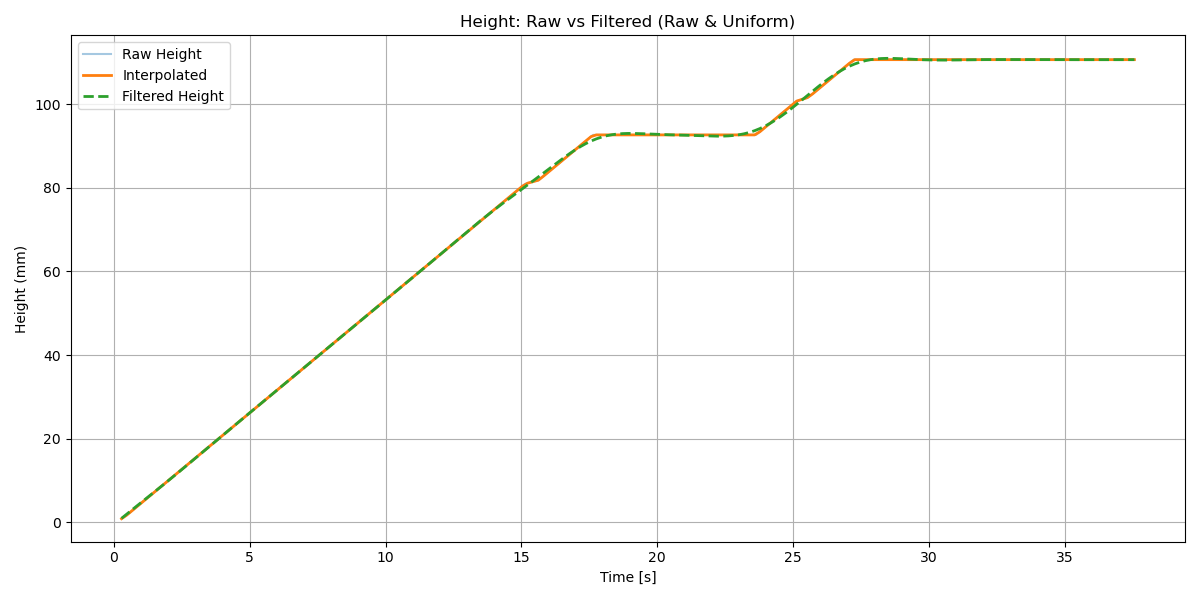 Height: Raw vs Filtered (Raw & Uniform)
Raw Height
Interpolated
Filtered Height
Height (mm)
100
80
60
40
20
0
0 5 10 15 20 25 30 35
Time [s]